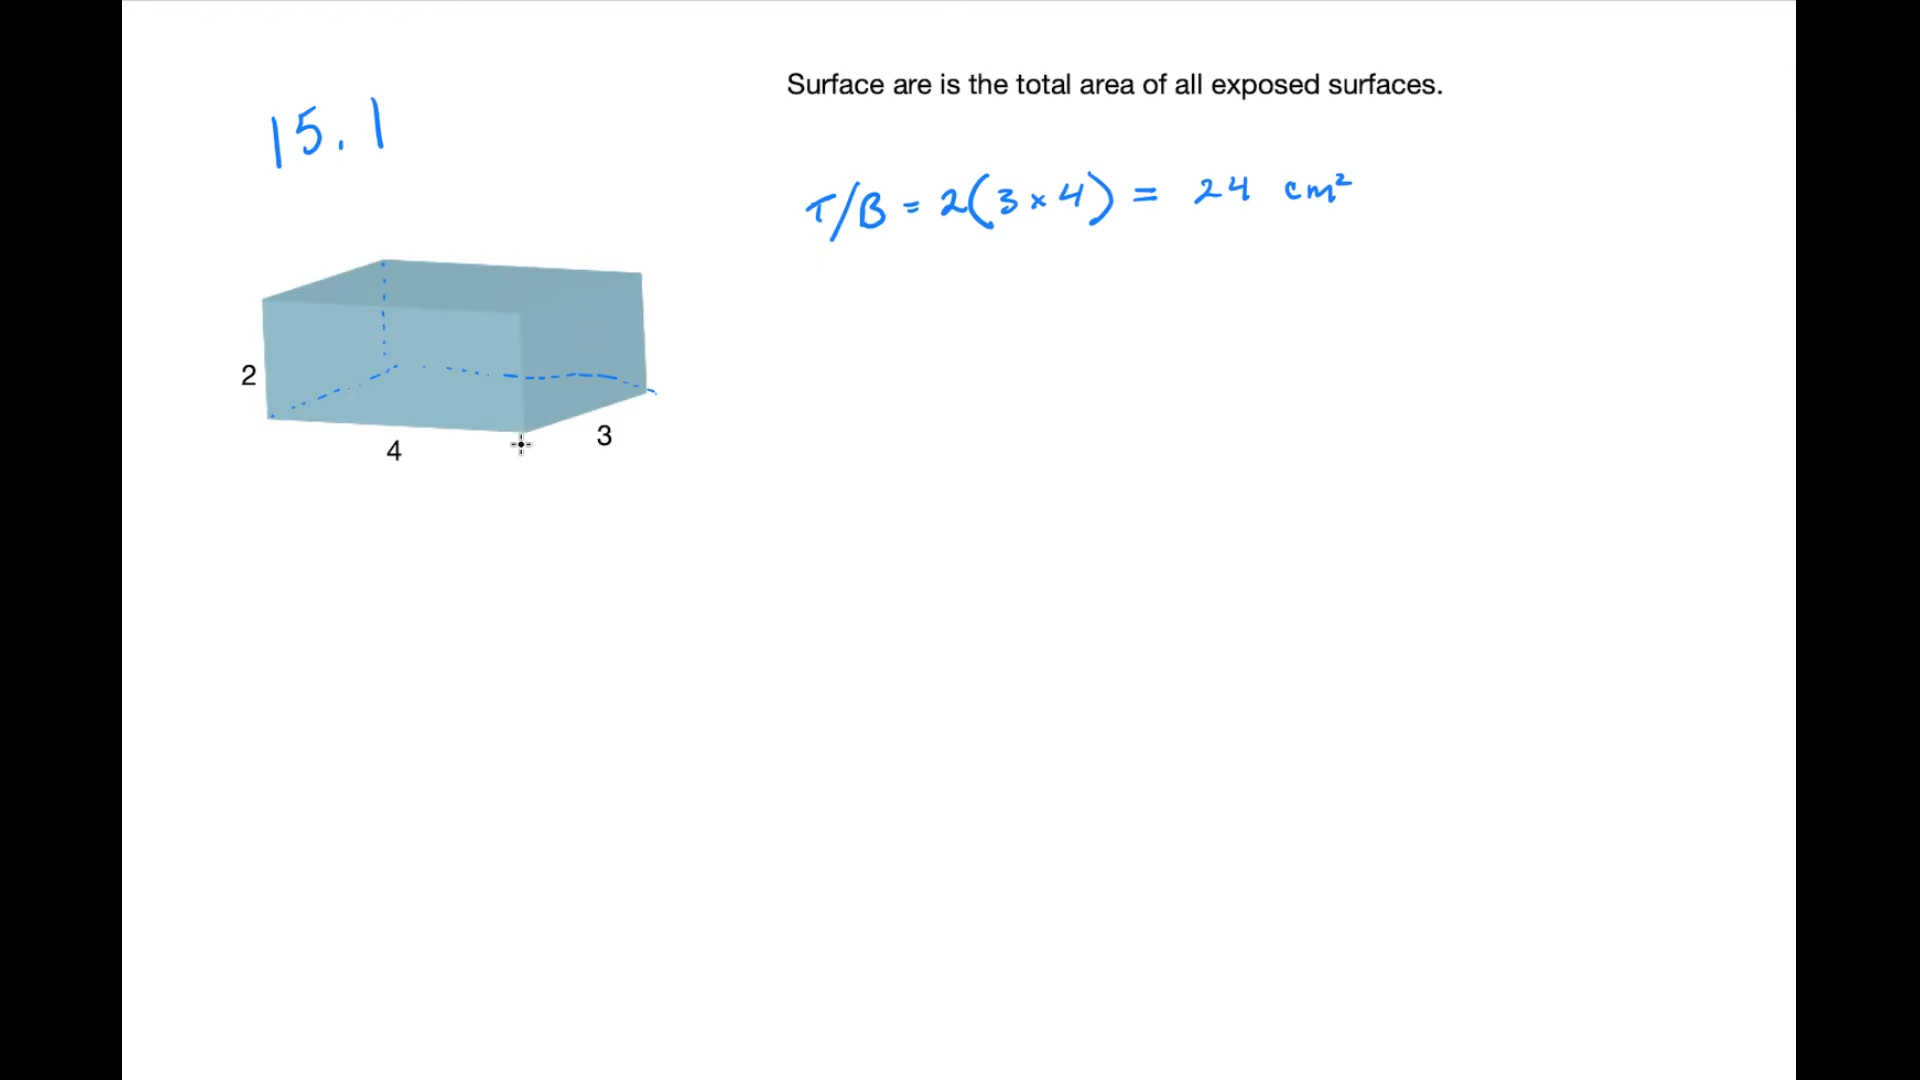 Surface are is the total area of all exposed surfaces.
15.1
T/B = 2(3 × 4) = 24 cm²
2
4
3